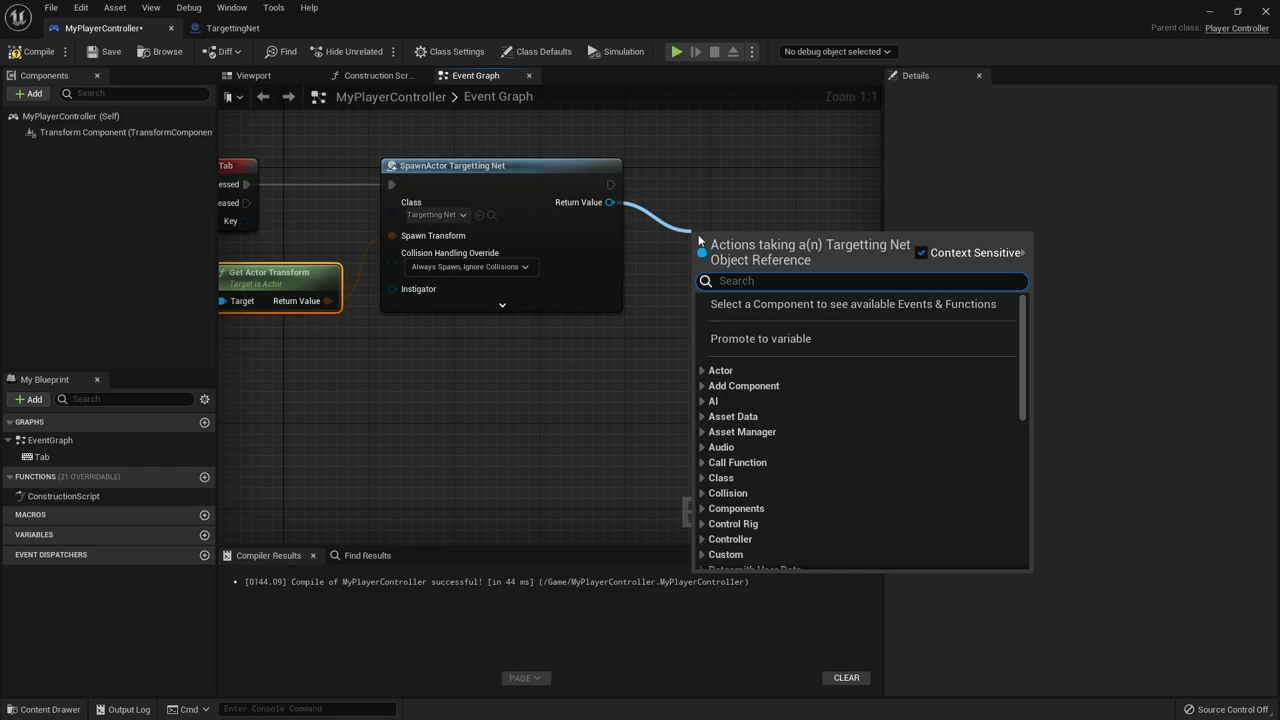 File
Edit
Asset
View
Debug
Window
Tools
Help
MyPlayerController*
TargettingNet
Parent class: Player Controller
Compile
Save
Browse
Diff
Find
Hide Unrelated
Class Settings
Class Defaults
Simulation
No debug object selected
Components
Viewport
Construction Scr...
Event Graph
Details
Add
Search
MyPlayerController > Event Graph
Zoom 1:1
MyPlayerController (Self)
Transform Component (TransformComponen
Tab
essed
eased
Key
Get Actor Transform
Target is Actor
Target
Return Value
SpawnActor Targetting Net
Class
Targetting Net
Return Value
Spawn Transform
Collision Handling Override
Always Spawn, Ignore Collisions
Instigator
Actions taking a(n) Targetting Net
Object Reference
Context Sensitive
Search
Select a Component to see available Events & Functions
Promote to variable
Actor
Add Component
AI
Asset Data
Asset Manager
Audio
Call Function
Class
Collision
Components
Control Rig
Controller
Custom
My Blueprint
Add
Search
GRAPHS
EventGraph
Tab
FUNCTIONS (21 OVERRIDABLE)
ConstructionScript
MACROS
VARIABLES
EVENT DISPATCHERS
Compiler Results
Find Results
[0144.09] Compile of MyPlayerController successful! [in 44 ms] (/Game/MyPlayerController.MyPlayerController)
PAGE
CLEAR
Content Drawer
Output Log
Cmd
Enter Console Command
Source Control Off